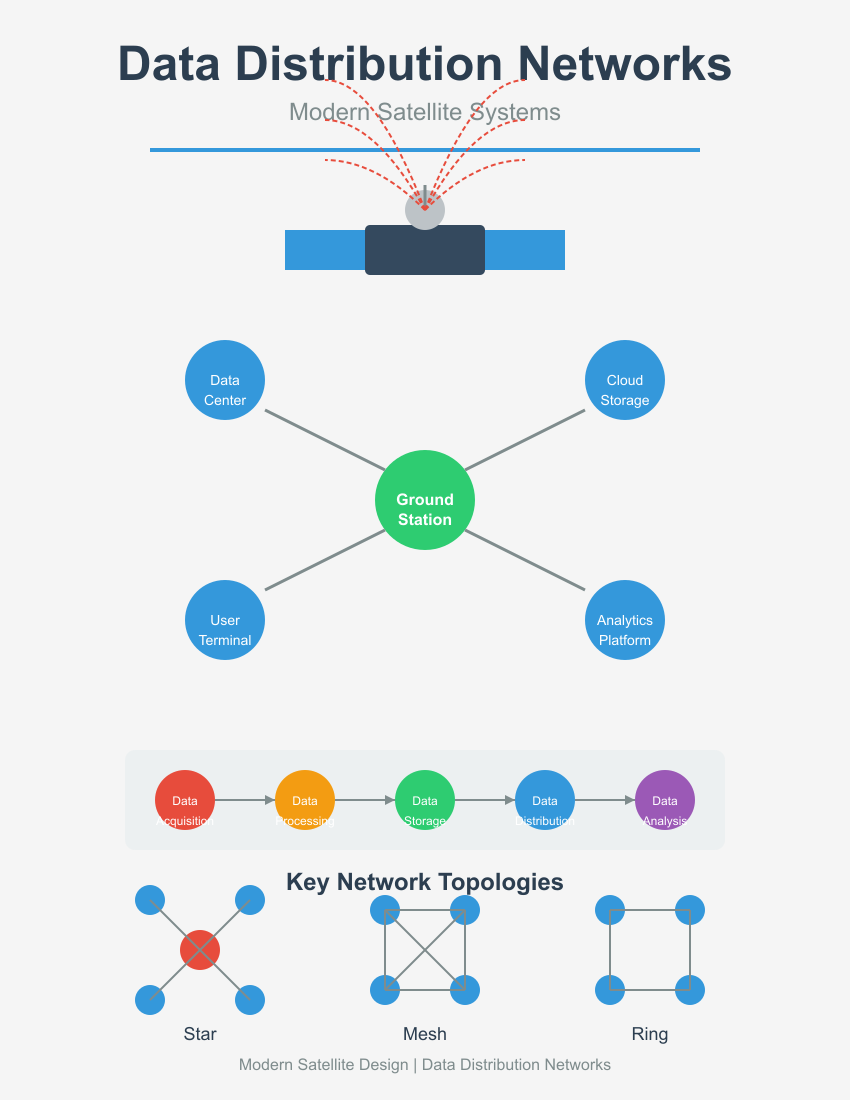 Data Distribution Networks
Modern Satellite Systems
Data
Center
Cloud
Storage
Ground
Station
User
Terminal
Analytics
Platform
Data
Acquisition
Data
Processing
Data
Storage
Data
Distribution
Data
Analysis
Key Network Topologies
Star
Mesh
Ring
Modern Satellite Design | Data Distribution Networks